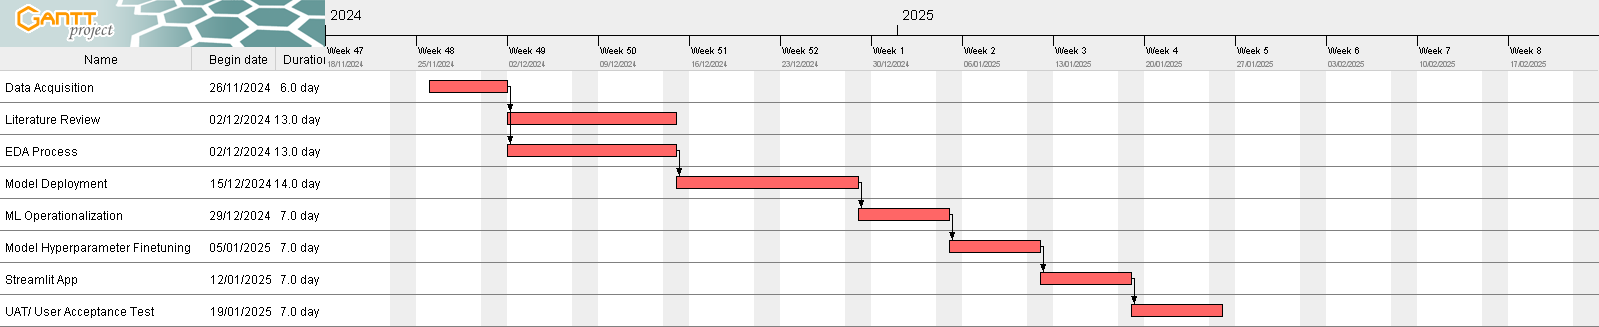 GANTT project
2024 2025
Week 47 Week 48 Week 49 Week 50 Week 51 Week 52 Week 1 Week 2 Week 3 Week 4 Week 5 Week 6 Week 7 Week 8
Name Begin date Duration
18/11/2024 25/11/2024 02/12/2024 09/12/2024 16/12/2024 23/12/2024 30/12/2024 06/01/2025 13/01/2025 20/01/2025 27/01/2025 03/02/2025 10/02/2025 17/02/2025
Data Acquisition 26/11/2024 6.0 day
Literature Review 02/12/2024 13.0 day
EDA Process 02/12/2024 13.0 day
Model Deployment 15/12/2024 14.0 day
ML Operationalization 29/12/2024 7.0 day
Model Hyperparameter Finetuning 05/01/2025 7.0 day
Streamlit App 12/01/2025 7.0 day
UAT/ User Acceptance Test 19/01/2025 7.0 day